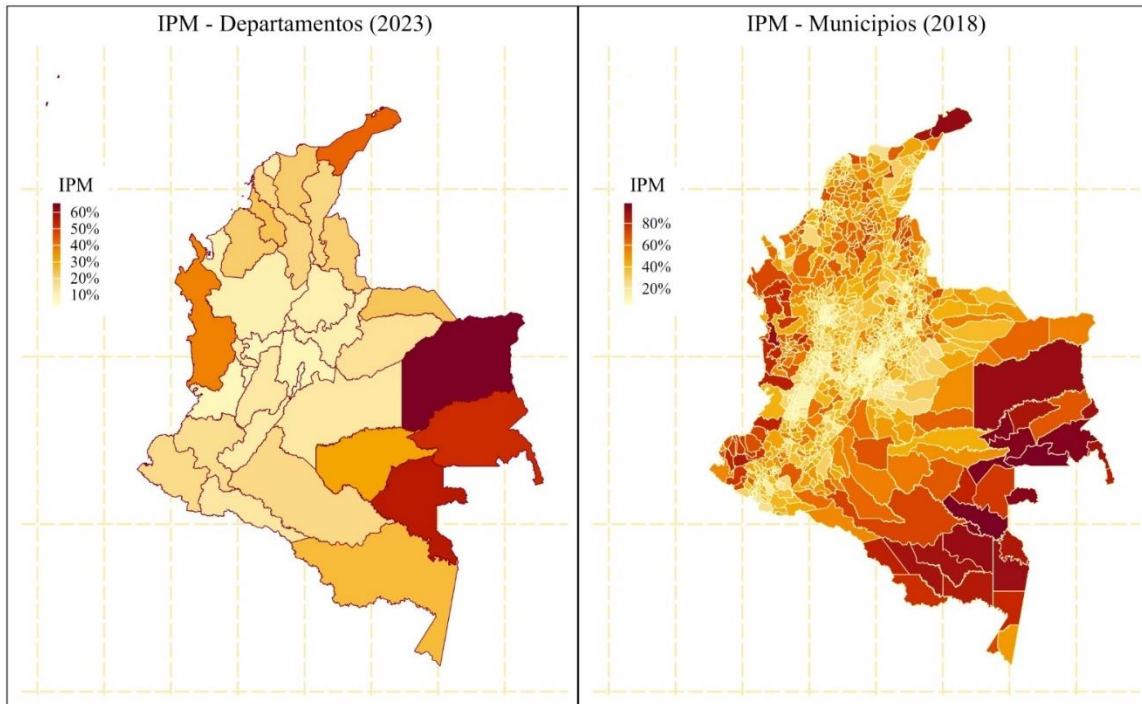 IPM - Departamentos (2023)
IPM
60%
50%
40%
30%
20%
10%
IPM - Municipios (2018)
IPM
80%
60%
40%
20%